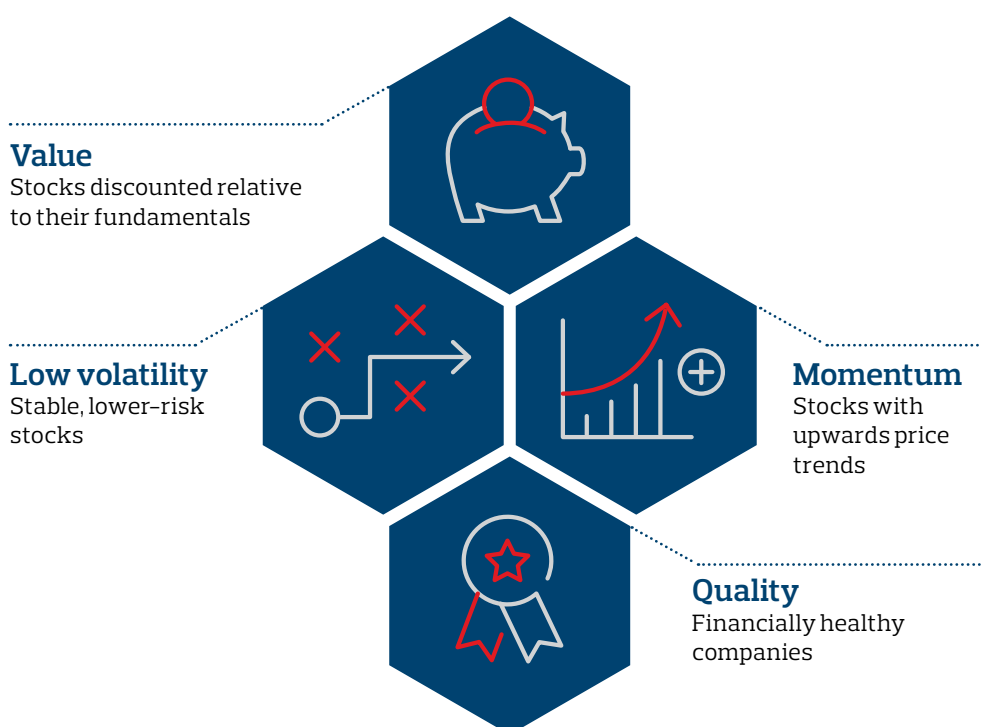 Value
Stocks discounted relative
to their fundamentals
Low volatility
Stable, lower-risk
stocks
Momentum
Stocks with
upwards price
trends
Quality
Financially healthy
companies